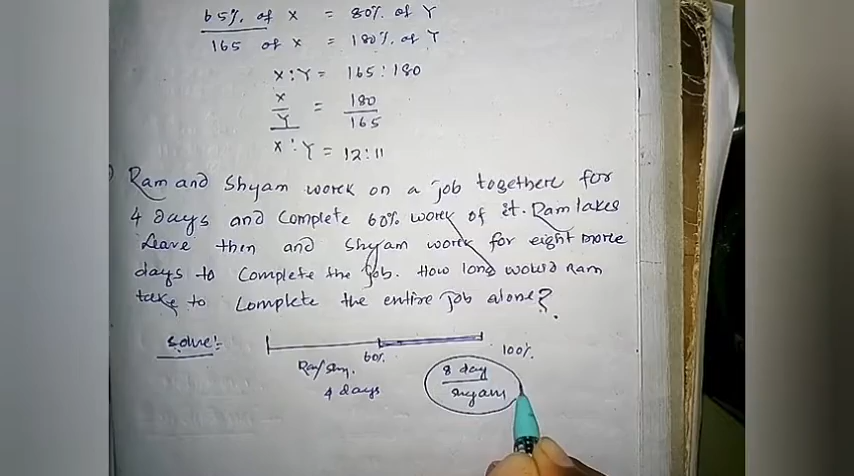 65% of X = 80% of Y
165 of X = 180% of Y
X:Y = 165:180
X/Y = 180/165
X:Y = 12:11
Ram and Shyam work on a job together for
4 days and Complete 60% work of it. Ram takes
Leave then and Shyam work for eight more
days to Complete the job. How long would Ram
take to Complete the entire job alone?
Solve:-
60%
100%
Ram/Shy.
4 days
8 day
Shyam